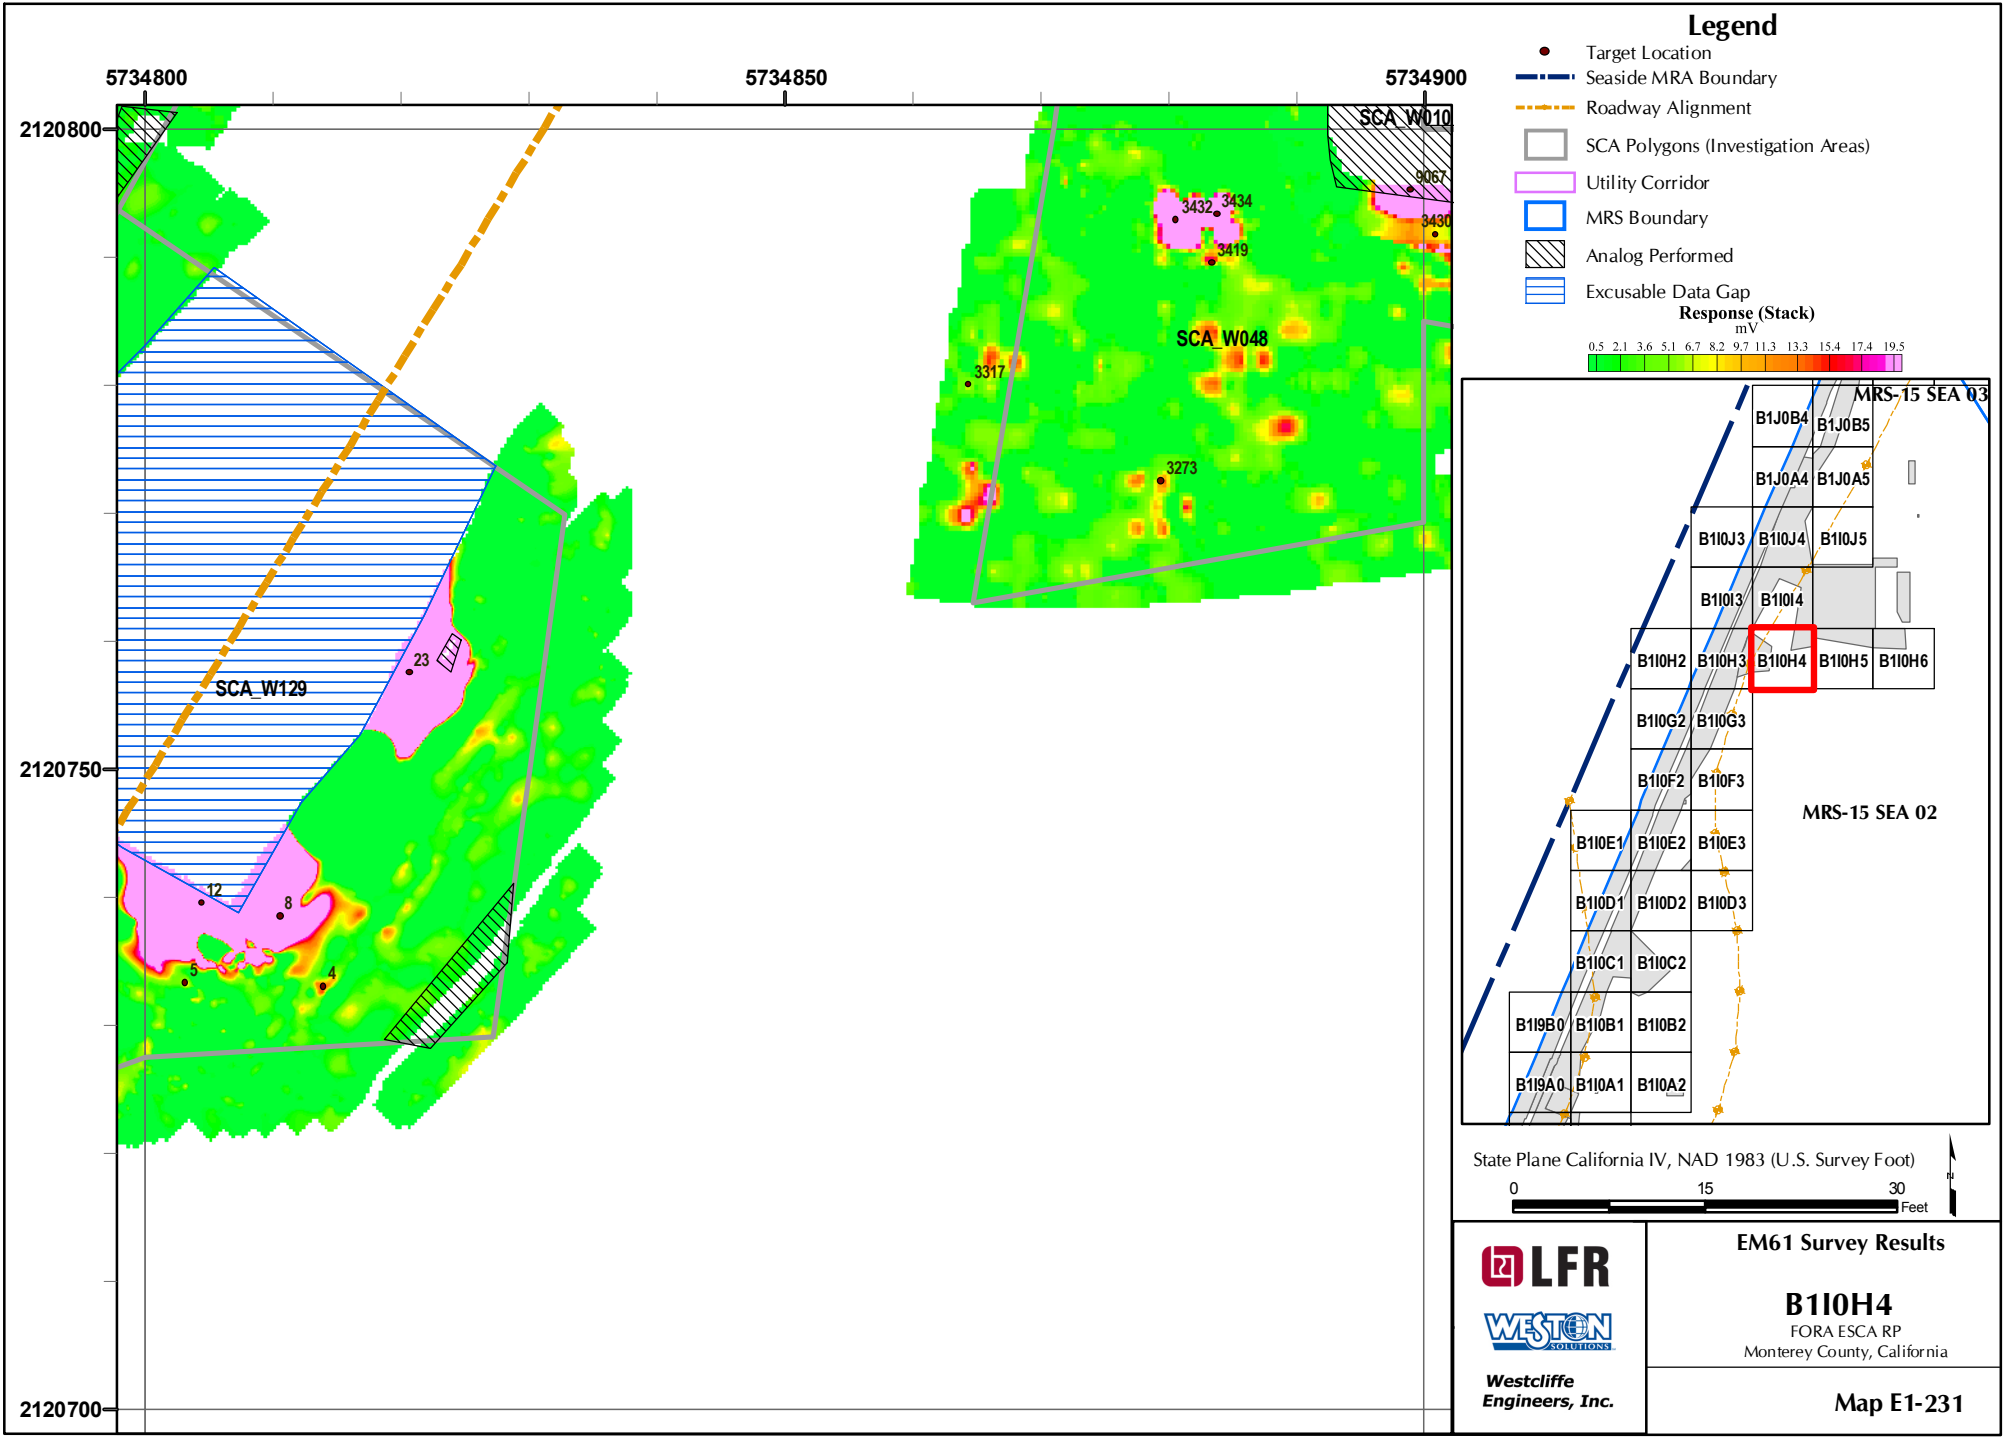 5734800
5734850
5734900
2120800
2120750
2120700
SCA_W010
9067
3430
3432
3434
3419
SCA_W048
3317
3273
23
SCA_W129
12
8
5
4
Legend
Target Location
Seaside MRA Boundary
Roadway Alignment
SCA Polygons (Investigation Areas)
Utility Corridor
MRS Boundary
Analog Performed
Excusable Data Gap
Response (Stack)
mV
0.5 2.1 3.6 5.1 6.7 8.2 9.7 11.3 13.3 15.4 17.4 19.5
MRS-15 SEA 03
B1J0B4 B1J0B5
B1J0A4 B1J0A5
B1I0J3 B1I0J4 B1I0J5
B1I0I3 B1I0I4
B1I0H2 B1I0H3 B1I0H4 B1I0H5 B1I0H6
B1I0G2 B1I0G3
B1I0F2 B1I0F3
MRS-15 SEA 02
B1I0E1 B1I0E2 B1I0E3
B1I0D1 B1I0D2 B1I0D3
B1I0C1 B1I0C2
B1I9B0 B1I0B1 B1I0B2
B1I9A0 B1I0A1 B1I0A2
State Plane California IV, NAD 1983 (U.S. Survey Foot)
0 15 30
Feet
N
LFR
WESTON
SOLUTIONS
Westcliffe
Engineers, Inc.
EM61 Survey Results
B1I0H4
FORA ESCA RP
Monterey County, California
Map E1-231